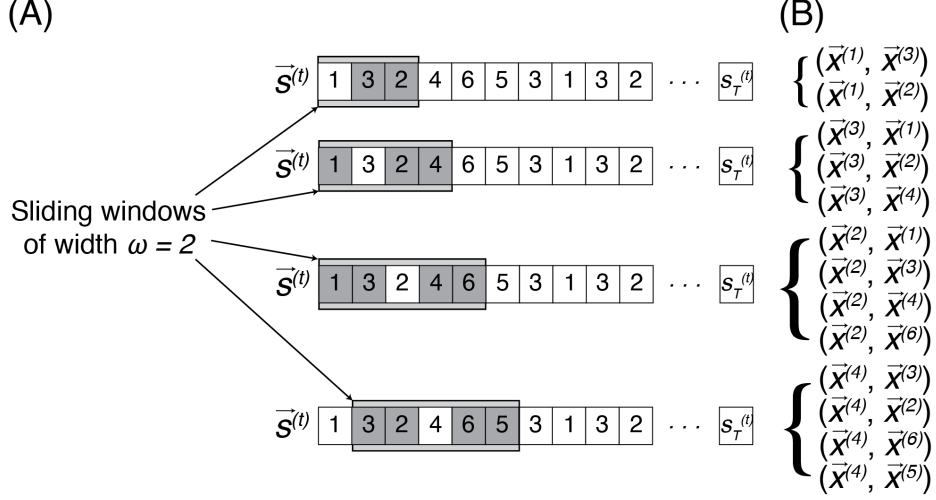 (A)
(B)
s⃗⁽ᵗ⁾ 1 3 2 4 6 5 3 1 3 2 ... s_T⁽ᵗ⁾
(x⃗⁽¹⁾, x⃗⁽³⁾)
(x⃗⁽¹⁾, x⃗⁽²⁾)
s⃗⁽ᵗ⁾ 1 3 2 4 6 5 3 1 3 2 ... s_T⁽ᵗ⁾
(x⃗⁽³⁾, x⃗⁽¹⁾)
(x⃗⁽³⁾, x⃗⁽²⁾)
(x⃗⁽³⁾, x⃗⁽⁴⁾)
Sliding windows
of width ω = 2
s⃗⁽ᵗ⁾ 1 3 2 4 6 5 3 1 3 2 ... s_T⁽ᵗ⁾
(x⃗⁽²⁾, x⃗⁽¹⁾)
(x⃗⁽²⁾, x⃗⁽³⁾)
(x⃗⁽²⁾, x⃗⁽⁴⁾)
(x⃗⁽²⁾, x⃗⁽⁶⁾)
s⃗⁽ᵗ⁾ 1 3 2 4 6 5 3 1 3 2 ... s_T⁽ᵗ⁾
(x⃗⁽⁴⁾, x⃗⁽³⁾)
(x⃗⁽⁴⁾, x⃗⁽²⁾)
(x⃗⁽⁴⁾, x⃗⁽⁶⁾)
(x⃗⁽⁴⁾, x⃗⁽⁵⁾)